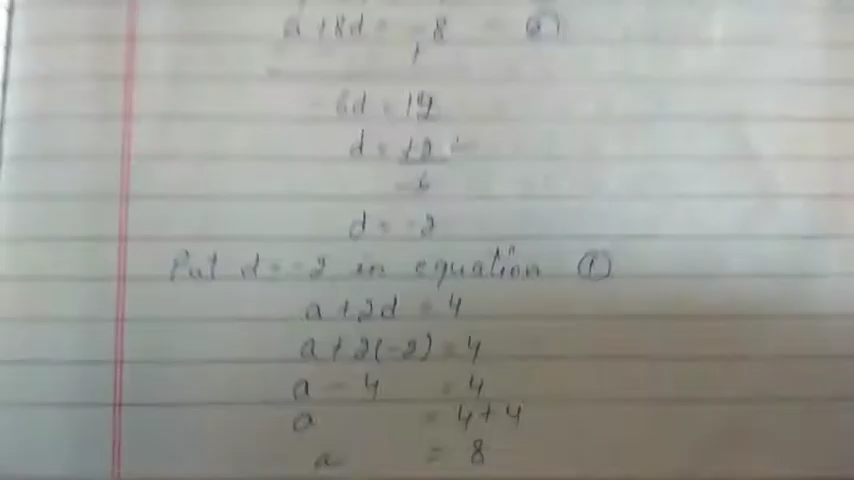 a + 8d = -8 - (2)
-6d = 12
d = 12
-6
d = -2
Put d = -2 in equation (1)
a + 2d = 4
a + 2(-2) = 4
a - 4 = 4
a = 4 + 4
a = 8